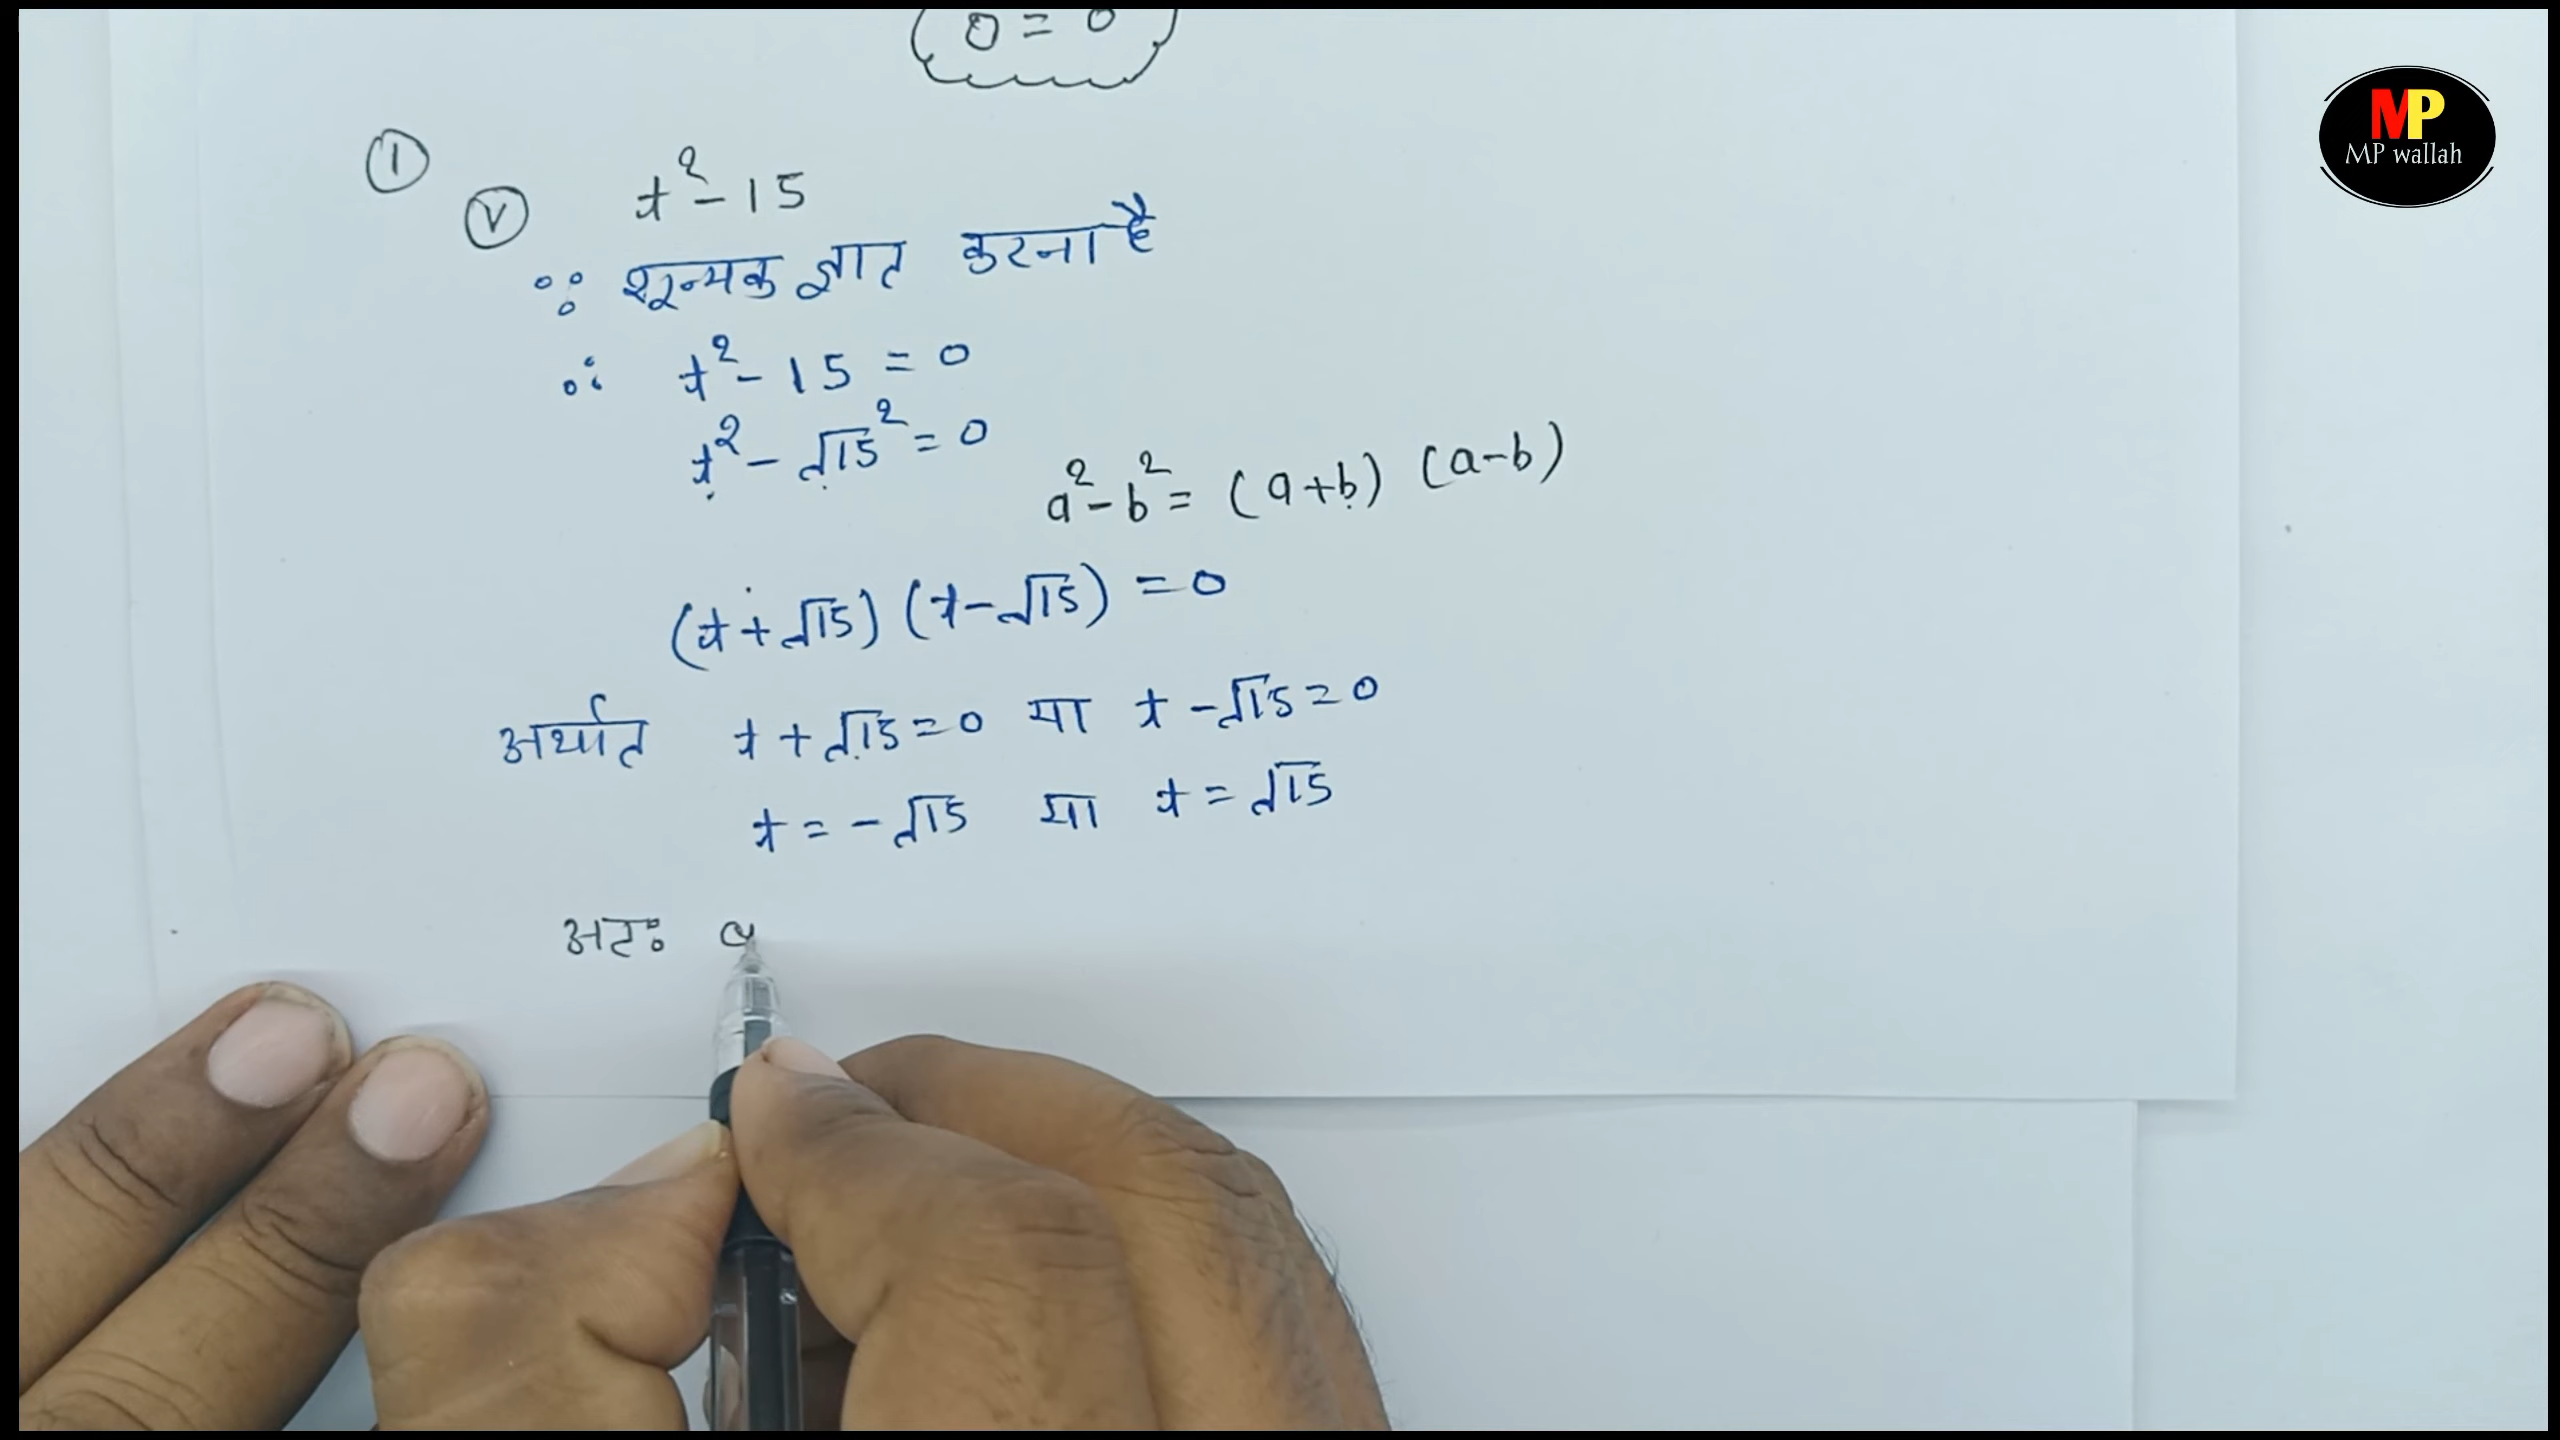 0 = 0
① 
Ⓥ t² - 15
∵ शून्यक ज्ञात करना है
∴ t² - 15 = 0
t² - √15² = 0
a² - b² = (a+b) (a-b)
(t + √15) (t - √15) = 0
अर्थात t + √15 = 0 या t - √15 = 0
t = - √15 या t = √15
अतः
MP
MP wallah